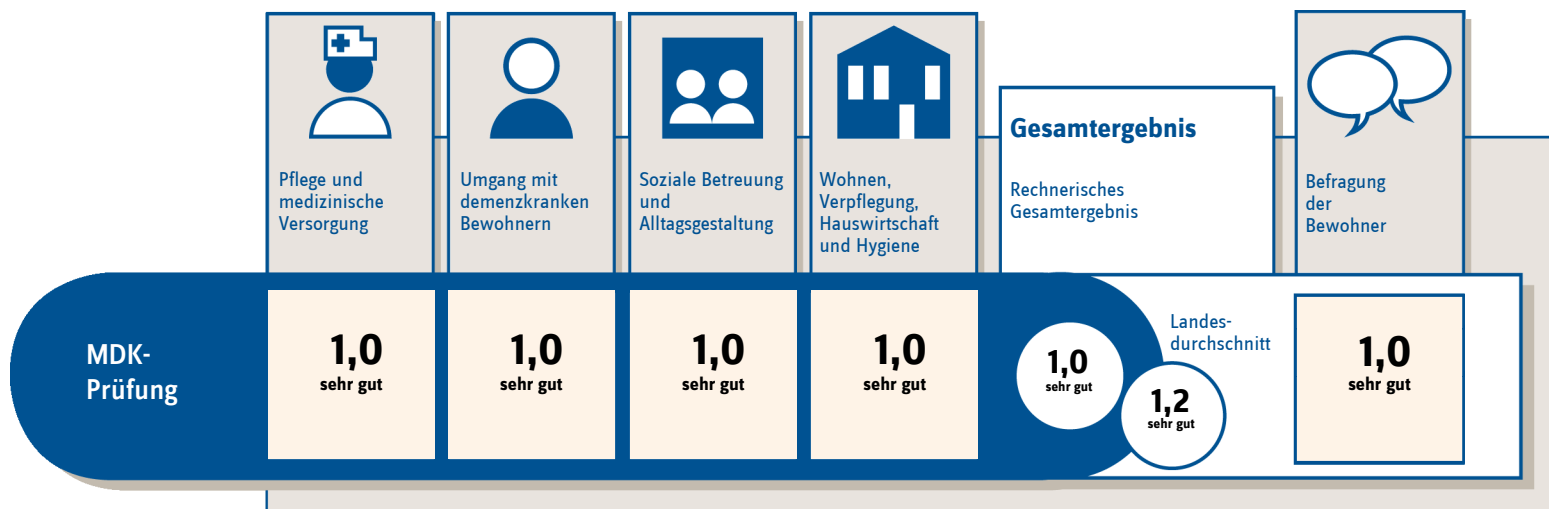 Pflege und
medizinische
Versorgung
Umgang mit
demenzkranken
Bewohnern
Soziale Betreuung
und
Alltagsgestaltung
Wohnen,
Verpflegung,
Hauswirtschaft
und Hygiene
Gesamtergebnis
Rechnerisches
Gesamtergebnis
Befragung
der
Bewohner
MDK-
Prüfung
1,0
sehr gut
1,0
sehr gut
1,0
sehr gut
1,0
sehr gut
1,0
sehr gut
Landes-
durchschnitt
1,2
sehr gut
1,0
sehr gut